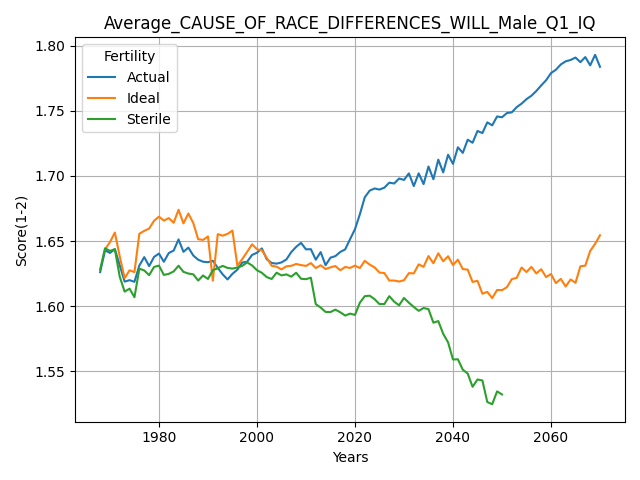 Average_CAUSE_OF_RACE_DIFFERENCES_WILL_Male_Q1_IQ
Fertility
Actual
Ideal
Sterile
Score(1-2)
1.80
1.75
1.70
1.65
1.60
1.55
1980
2000
2020
2040
2060
Years